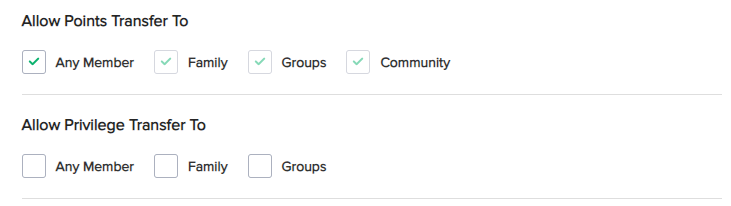 Allow Points Transfer To
Any Member Family Groups Community
Allow Privilege Transfer To
Any Member Family Groups